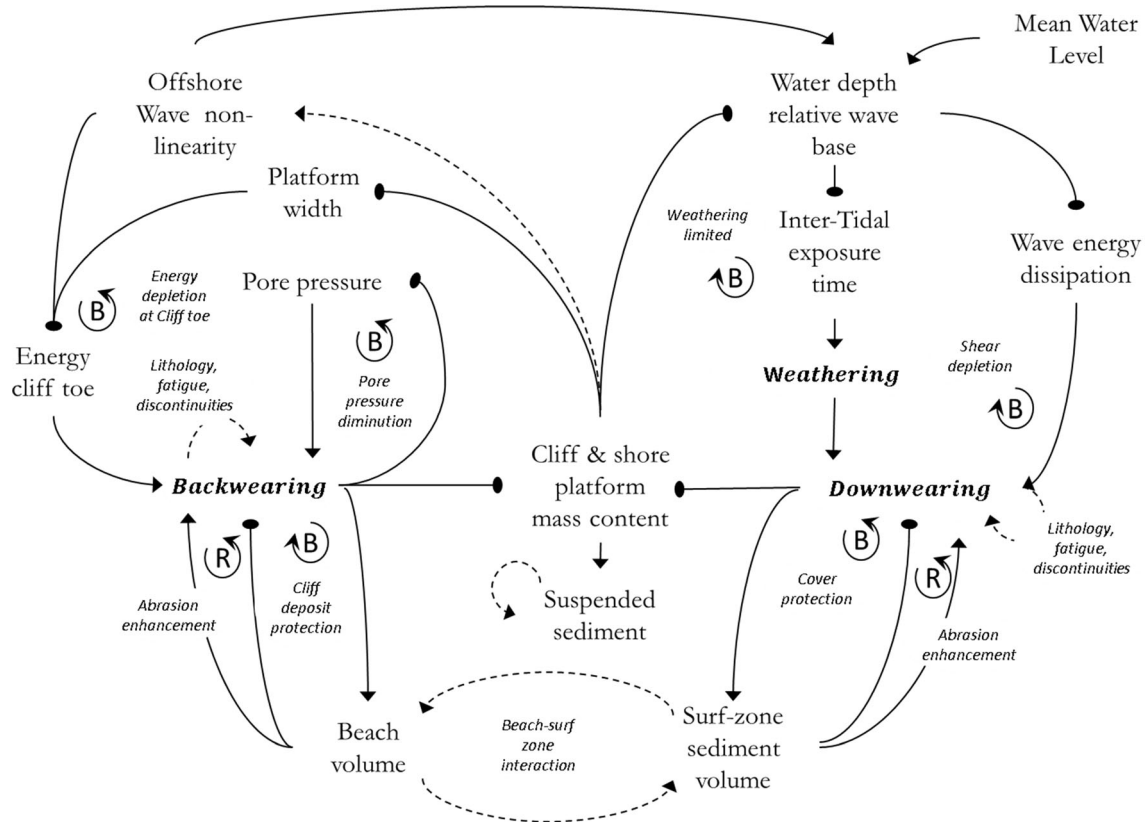 Mean Water
Level
Offshore
Wave non-
linearity
Water depth
relative wave
base
Platform
width
Weathering
limited
B
Inter-Tidal
exposure
time
Wave energy
dissipation
Pore pressure
Energy
depletion
at Cliff toe
B
B
Pore
pressure
diminution
Energy
cliff toe
Lithology,
fatigue,
discontinuities
Weathering
Shear
depletion
B
Backwearing
Cliff & shore
platform
mass content
Downwearing
Lithology,
fatigue,
discontinuities
R
B
Cliff
deposit
protection
Abrasion
enhancement
Suspended
sediment
B
Cover
protection
R
Abrasion
enhancement
Beach
volume
Beach-surf
zone
interaction
Surf-zone
sediment
volume